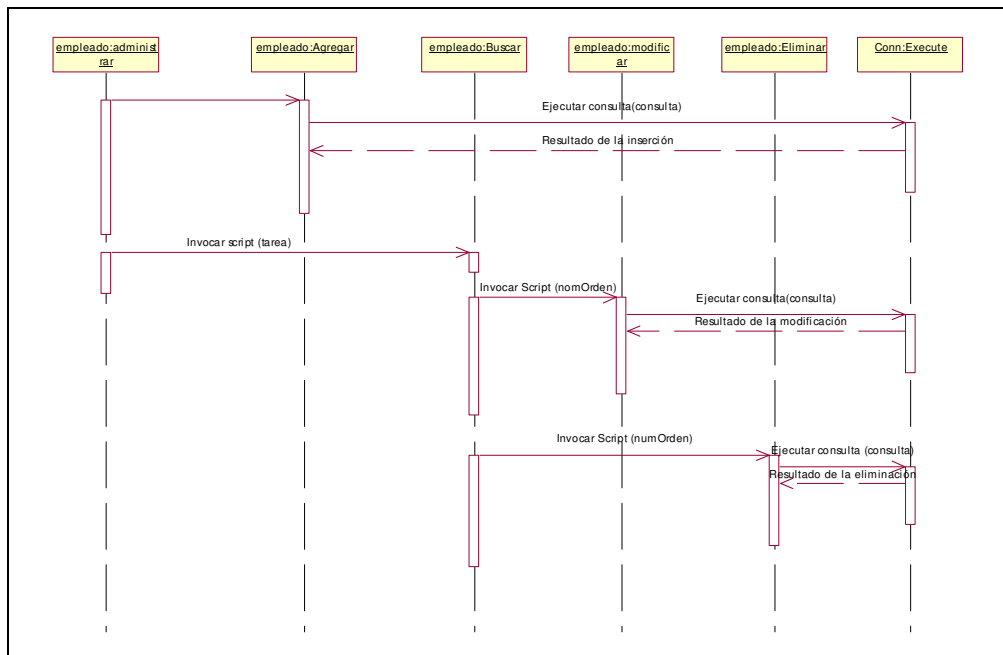 empleado:administ
rar
empleado:Agregar
empleado:Buscar
empleado:modific
ar
empleado:Eliminar
Conn:Execute
Ejecutar consulta(consulta)
Resultado de la inserción
Invocar script (tarea)
Invocar Script (nomOrden)
Ejecutar consulta(consulta)
Resultado de la modificación
Invocar Script (numOrden)
Ejecutar consulta (consulta)
Resultado de la eliminación